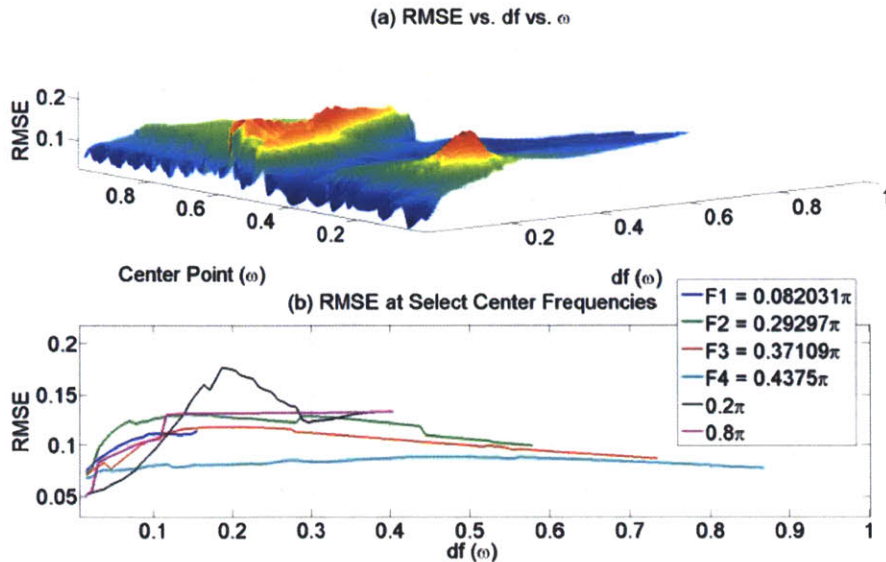 (a) RMSE vs. df vs. ω
RMSE
0.2
0.1
0.8
0.6
0.4
0.2
0.2
0.4
0.6
0.8
1
Center Point (ω)
df (ω)
(b) RMSE at Select Center Frequencies
F1 = 0.082031π
F2 = 0.29297π
F3 = 0.37109π
F4 = 0.4375π
0.2π
0.8π
RMSE
0.2
0.15
0.1
0.05
0.1 0.2 0.3 0.4 0.5 0.6 0.7 0.8 0.9 1
df (ω)